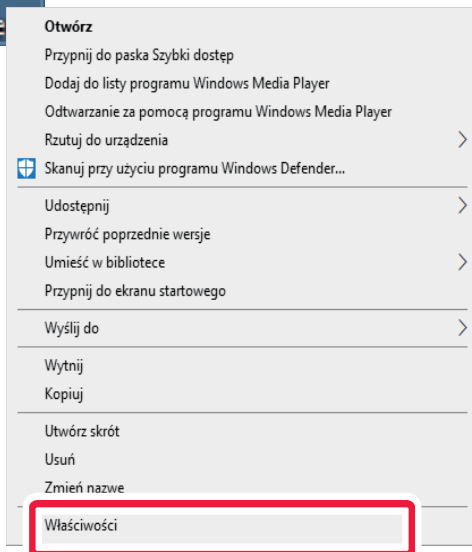 Otwórz
Przypnij do paska Szybki dostęp
Dodaj do listy programu Windows Media Player
Odtwarzanie za pomocą programu Windows Media Player
Rzutuj do urządzenia
Skanuj przy użyciu programu Windows Defender...
Udostępnij
Przywróć poprzednie wersje
Umieść w bibliotece
Przypnij do ekranu startowego
Wyślij do
Wytnij
Kopiuj
Utwórz skrót
Usuń
Zmień nazwę
Właściwości